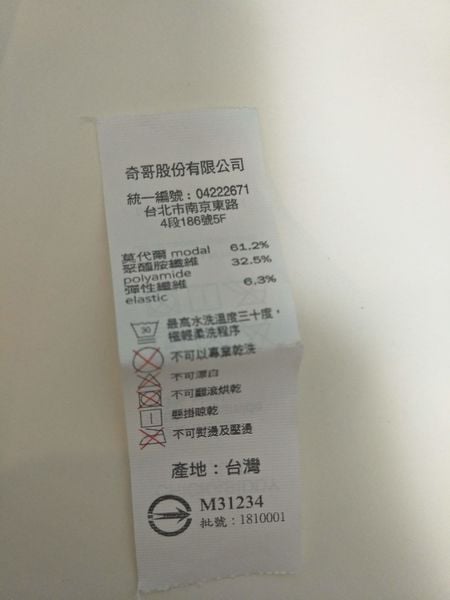 奇哥股份有限公司
統一編號：04222671
台北市南京東路
4段186號5F
莫代爾 modal 61.2%
聚醯胺纖維 32.5%
polyamide
彈性纖維 6.3%
elastic
30
最高水洗溫度三十度，
極輕柔洗程序
不可以專業乾洗
不可漂白
不可翻滾烘乾
懸掛晾乾
不可熨燙及壓燙
產地：台灣
M31234
批號：1810001